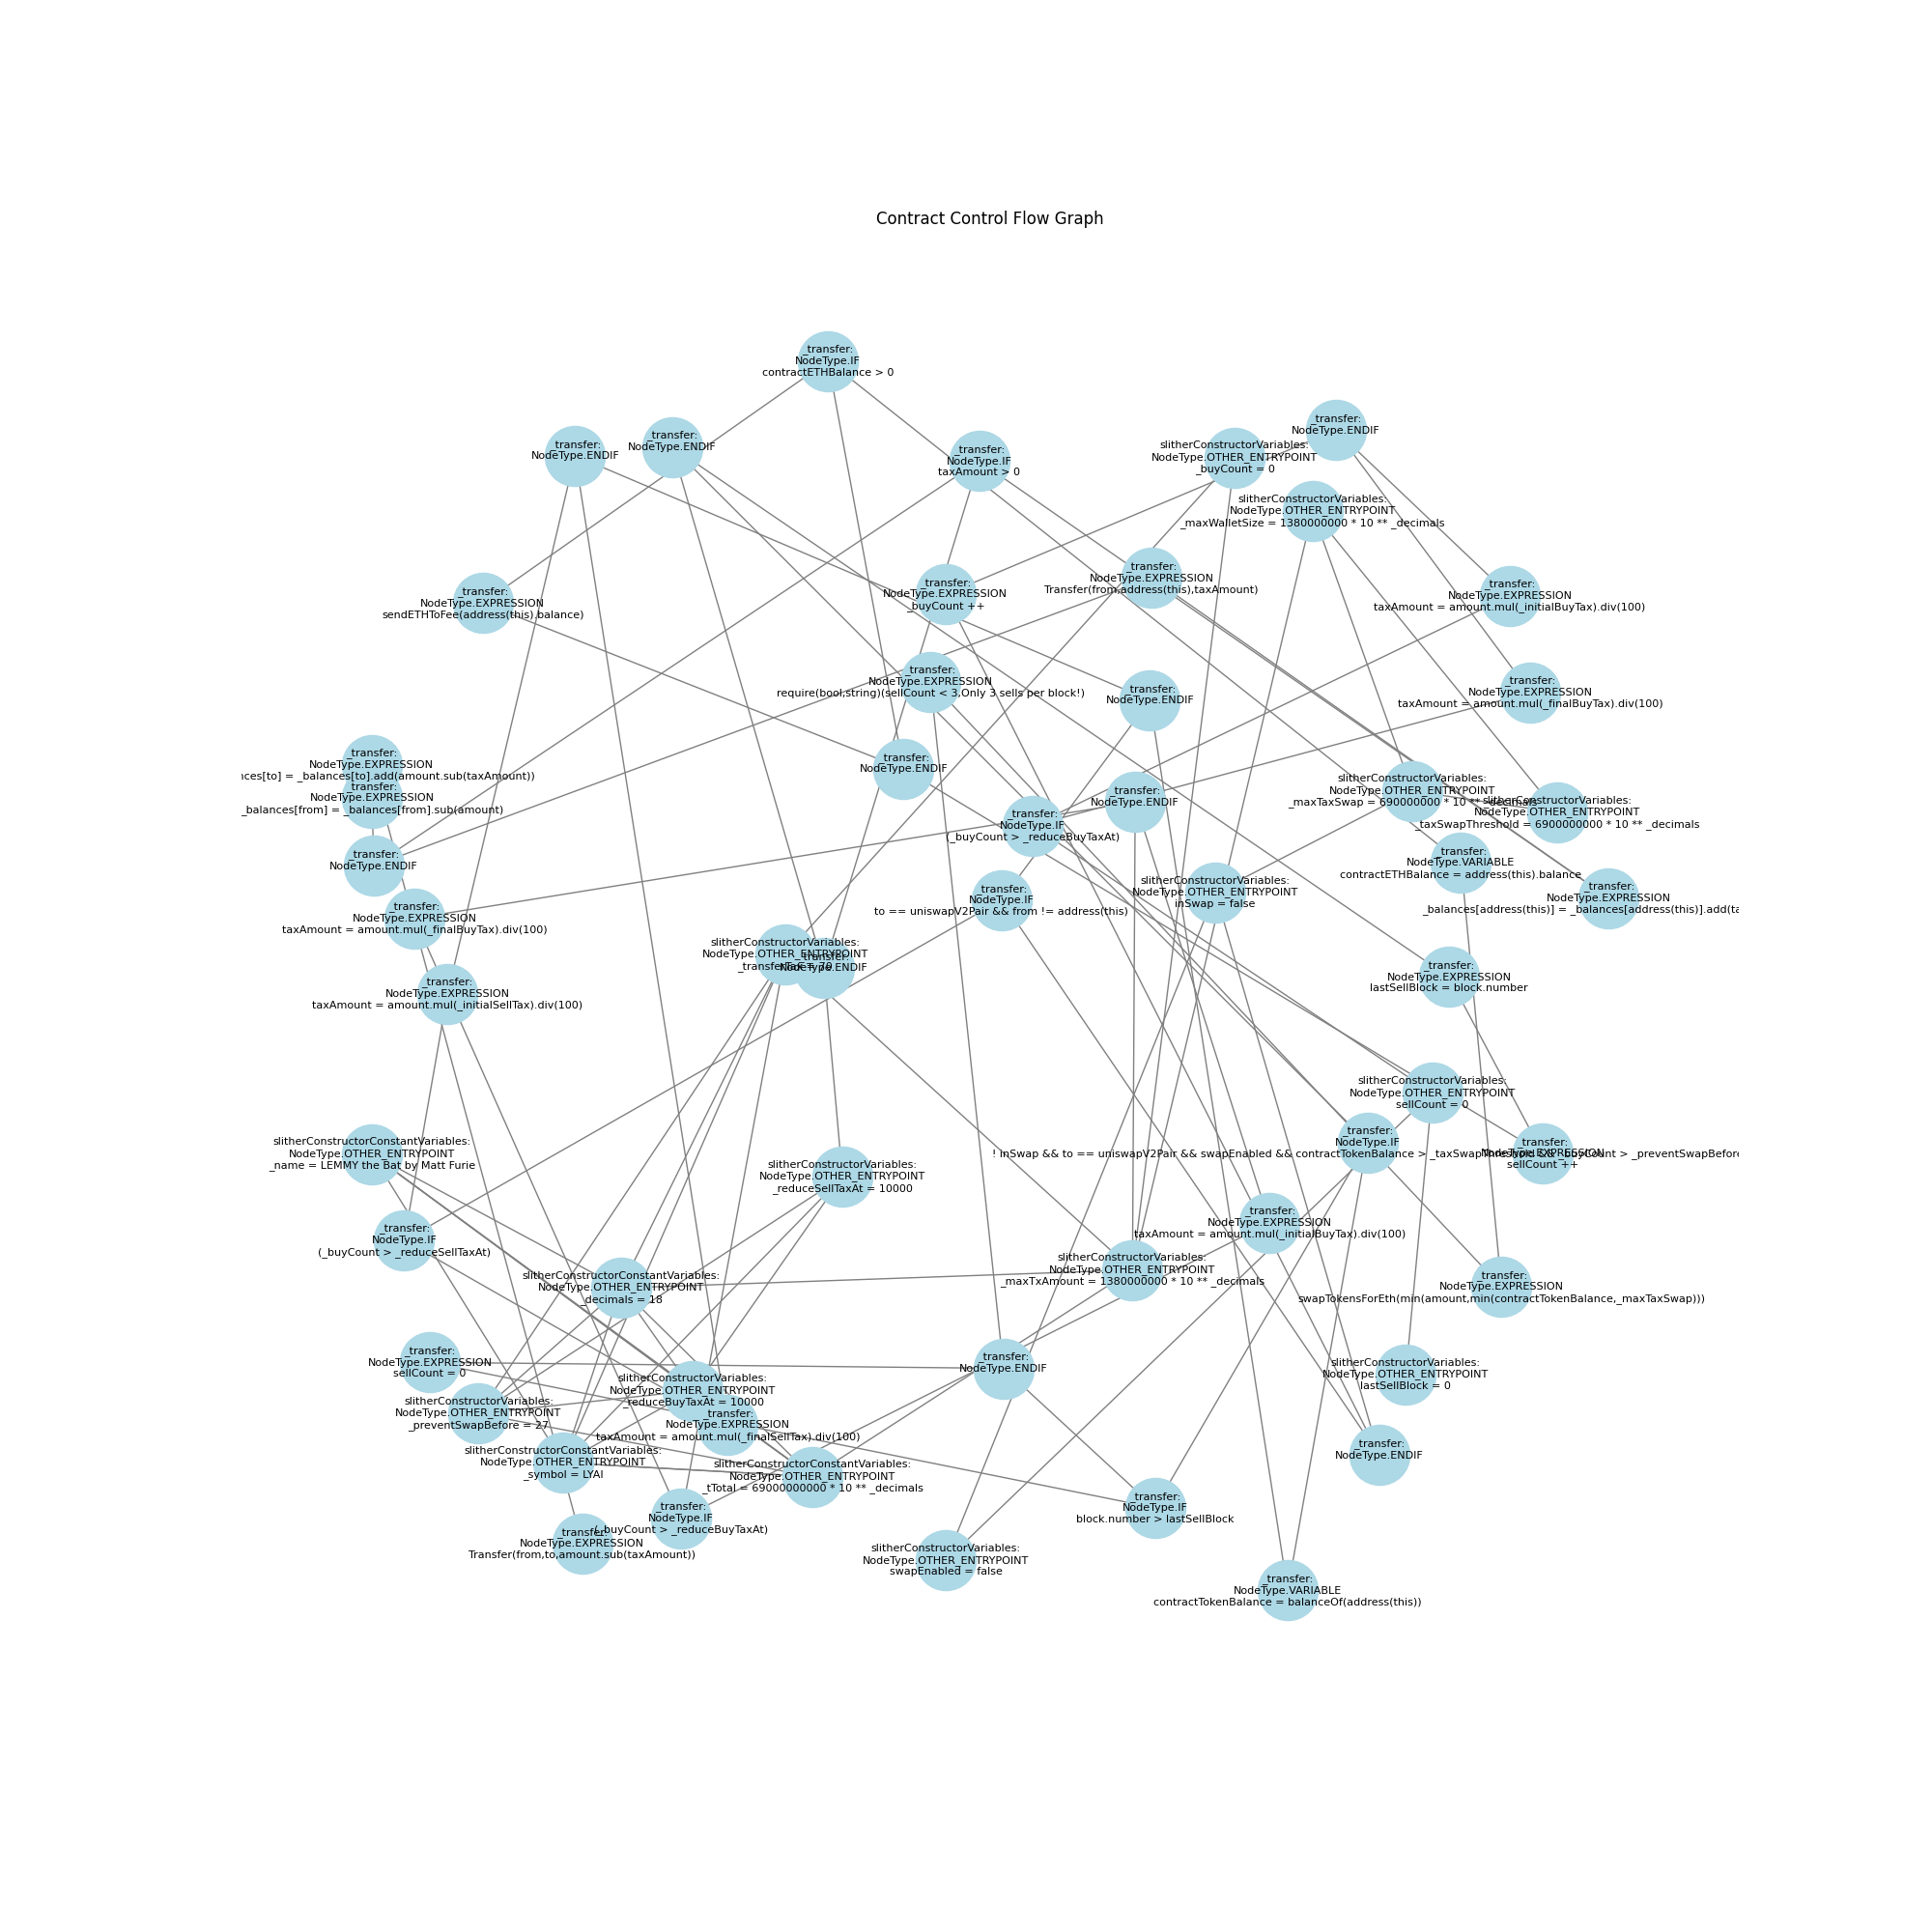 Contract Control Flow Graph
_transfer:
NodeType.IF
contractETHBalance > 0
_transfer:
NodeType.ENDIF
_transfer:
NodeType.ENDIF
_transfer:
NodeType.ENDIF
_transfer:
NodeType.IF
taxAmount > 0
slitherConstructorVariables:
NodeType.OTHER_ENTRYPOINT
_buyCount = 0
slitherConstructorVariables:
NodeType.OTHER_ENTRYPOINT
_maxWalletSize = 1380000000 * 10 ** _decimals
_transfer:
NodeType.EXPRESSION
sendETHToFee(address(this).balance)
_transfer:
NodeType.EXPRESSION
_buyCount ++
_transfer:
NodeType.EXPRESSION
Transfer(from,address(this),taxAmount)
_transfer:
NodeType.EXPRESSION
taxAmount = amount.mul(_initialBuyTax).div(100)
_transfer:
NodeType.EXPRESSION
require(bool,string)(sellCount < 3,Only 3 sells per block!)
_transfer:
NodeType.ENDIF
_transfer:
NodeType.EXPRESSION
taxAmount = amount.mul(_finalBuyTax).div(100)
_transfer:
NodeType.EXPRESSION
nces[to] = _balances[to].add(amount.sub(taxAmount))
_transfer:
NodeType.EXPRESSION
_balances[from] = _balances[from].sub(amount)
_transfer:
NodeType.ENDIF
_transfer:
NodeType.ENDIF
slitherConstructorVariables:
NodeType.OTHER_ENTRYPOINT
_maxTaxSwap = 690000000 * 10 ** _decimals
slitherConstructorVariables:
NodeType.OTHER_ENTRYPOINT
_taxSwapThreshold = 6900000000 * 10 ** _decimals
_transfer:
NodeType.IF
(_buyCount > _reduceBuyTaxAt)
_transfer:
NodeType.ENDIF
_transfer:
NodeType.VARIABLE
contractETHBalance = address(this).balance
_transfer:
NodeType.IF
to == uniswapV2Pair && from != address(this)
slitherConstructorVariables:
NodeType.OTHER_ENTRYPOINT
inSwap = false
_transfer:
NodeType.EXPRESSION
_balances[address(this)] = _balances[address(this)].add(ta
_transfer:
NodeType.EXPRESSION
taxAmount = amount.mul(_finalBuyTax).div(100)
slitherConstructorVariables:
NodeType.OTHER_ENTRYPOINT
_transferTax = 70
_transfer:
NodeType.ENDIF
_transfer:
NodeType.EXPRESSION
lastSellBlock = block.number
_transfer:
NodeType.EXPRESSION
taxAmount = amount.mul(_initialSellTax).div(100)
slitherConstructorVariables:
NodeType.OTHER_ENTRYPOINT
sellCount = 0
_transfer:
NodeType.IF
! inSwap && to == uniswapV2Pair && swapEnabled && contractTokenBalance > _taxSwapThreshold && _buyCount > _preventSwapBefore
_transfer:
NodeType.EXPRESSION
sellCount ++
slitherConstructorConstantVariables:
NodeType.OTHER_ENTRYPOINT
_name = LEMMY the Bat by Matt Furie
slitherConstructorVariables:
NodeType.OTHER_ENTRYPOINT
_reduceSellTaxAt = 10000
_transfer:
NodeType.IF
(_buyCount > _reduceSellTaxAt)
_transfer:
NodeType.EXPRESSION
taxAmount = amount.mul(_initialBuyTax).div(100)
slitherConstructorVariables:
NodeType.OTHER_ENTRYPOINT
_maxTxAmount = 1380000000 * 10 ** _decimals
slitherConstructorConstantVariables:
NodeType.OTHER_ENTRYPOINT
_decimals = 18
_transfer:
NodeType.EXPRESSION
swapTokensForEth(min(amount,min(contractTokenBalance,_maxTaxSwap)))
_transfer:
NodeType.EXPRESSION
sellCount = 0
_transfer:
NodeType.ENDIF
slitherConstructorVariables:
NodeType.OTHER_ENTRYPOINT
lastSellBlock = 0
slitherConstructorVariables:
NodeType.OTHER_ENTRYPOINT
_reduceBuyTaxAt = 10000
slitherConstructorVariables:
NodeType.OTHER_ENTRYPOINT
_preventSwapBefore = 27
_transfer:
NodeType.EXPRESSION
taxAmount = amount.mul(_finalSellTax).div(100)
_transfer:
NodeType.ENDIF
slitherConstructorConstantVariables:
NodeType.OTHER_ENTRYPOINT
_symbol = LYAI
slitherConstructorConstantVariables:
NodeType.OTHER_ENTRYPOINT
_tTotal = 69000000000 * 10 ** _decimals
_transfer:
NodeType.IF
(_buyCount > _reduceBuyTaxAt)
_transfer:
NodeType.IF
block.number > lastSellBlock
_transfer:
NodeType.EXPRESSION
Transfer(from,to,amount.sub(taxAmount))
slitherConstructorVariables:
NodeType.OTHER_ENTRYPOINT
swapEnabled = false
_transfer:
NodeType.VARIABLE
contractTokenBalance = balanceOf(address(this))